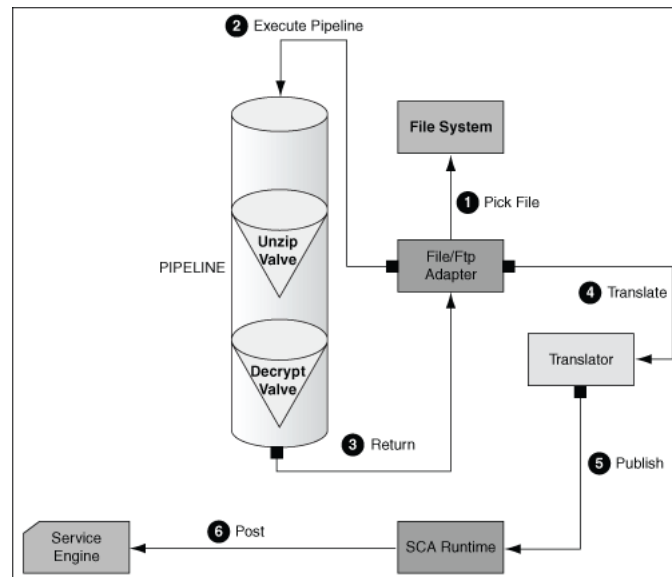 2 Execute Pipeline
File System
1 Pick File
Unzip
Valve
PIPELINE
File/Ftp
Adapter
4 Translate
Translator
Decrypt
Valve
3 Return
5 Publish
6 Post
Service
Engine
SCA Runtime